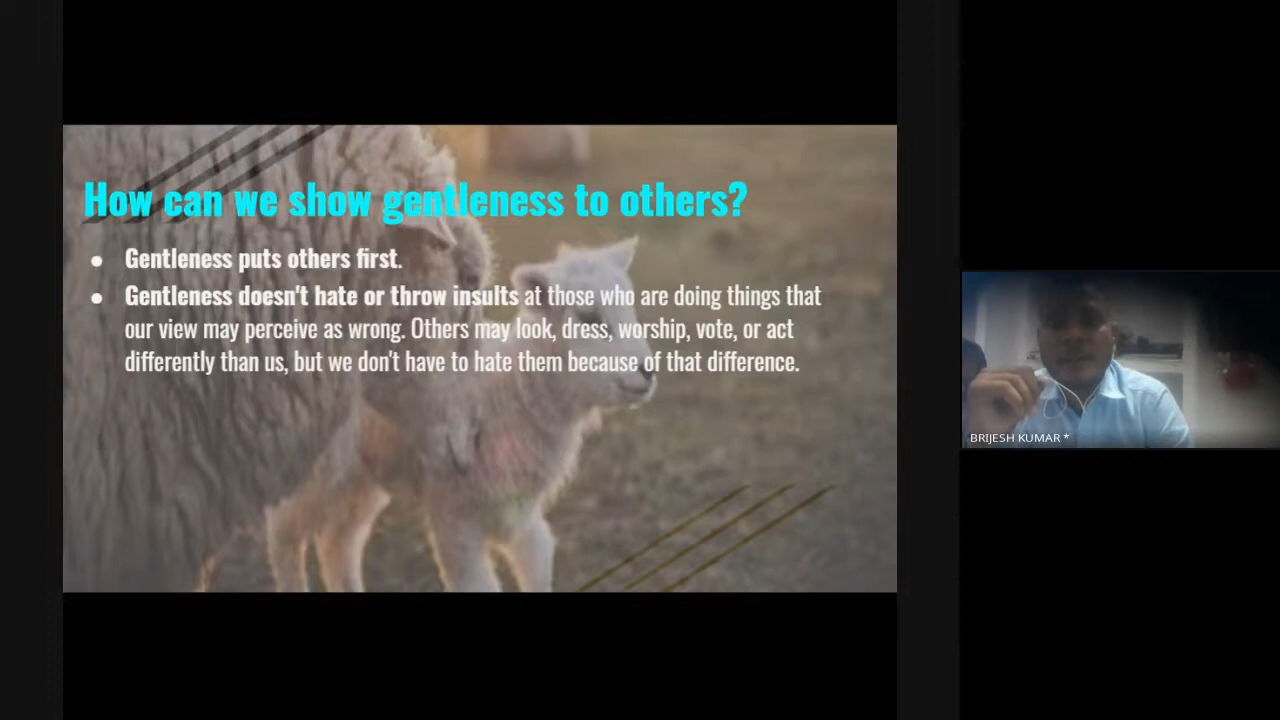 How can we show gentleness to others?
● Gentleness puts others first.
● Gentleness doesn't hate or throw insults at those who are doing things that
our view may perceive as wrong. Others may look, dress, worship, vote, or act
differently than us, but we don't have to hate them because of that difference.
BRIJESH KUMAR *